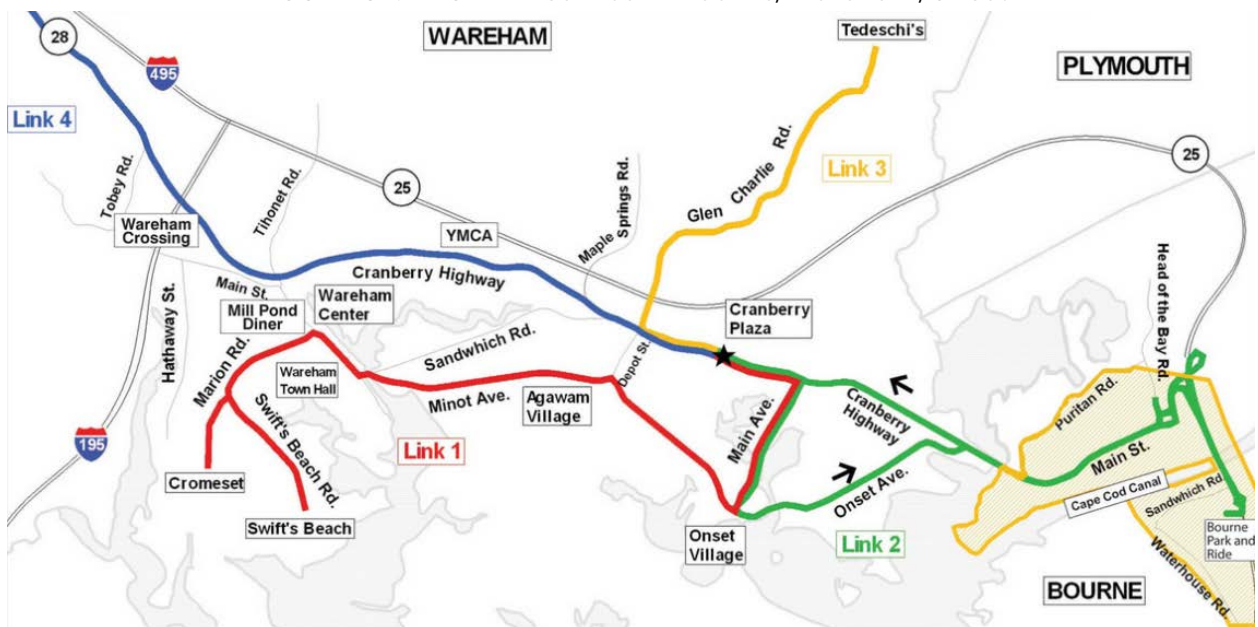 WAREHAM
Tedeschi's
PLYMOUTH
28
495
Link 4
25
Link 3
Glen Charlie Rd.
25
Tobey Rd.
Tihonet Rd.
Maple Springs Rd.
YMCA
Wareham
Crossing
Cranberry Highway
Head of the Bay Rd.
Main St.
Wareham
Center
Cranberry
Plaza
Mill Pond
Diner
Hathaway St.
Marion Rd.
Sandwhich Rd.
Depot St.
Wareham
Town Hall
Minot Ave.
Agawam
Village
Main Ave.
Cranberry
Highway
Puritan Rd.
Swift's Beach Rd.
Link 1
195
Main St.
Cromeset
Onset Ave.
Cape Cod Canal
Sandwhich Rd.
Swift's Beach
Onset
Village
Link 2
Bourne
Park and
Ride
Waterhouse Rd.
BOURNE